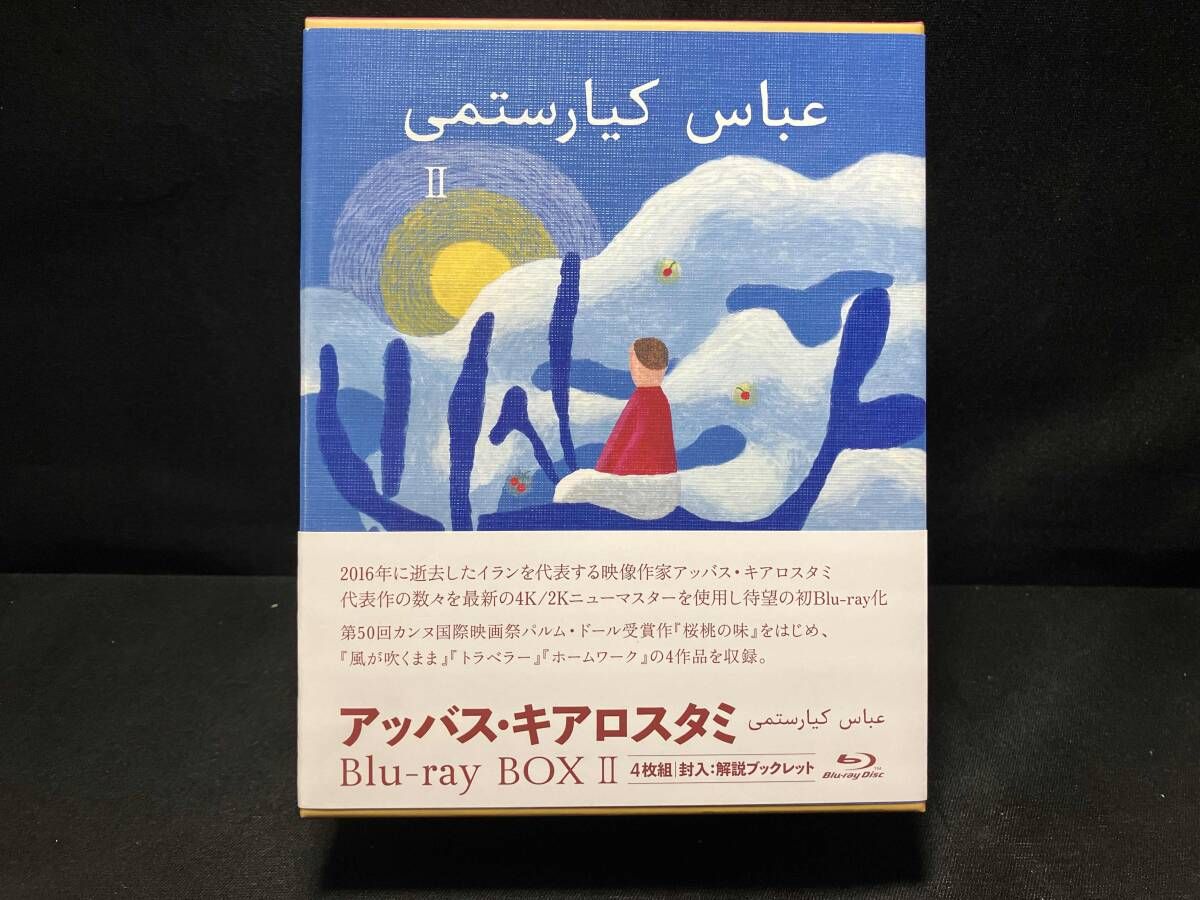 عباس کیارستمی
II
2016年に逝去したイランを代表する映像作家アッバス・キアロスタミ
代表作の数々を最新の4K/2Kニューマスターを使用し待望の初Blu-ray化
第50回カンヌ国際映画祭パルム・ドール受賞作『桜桃の味』をはじめ、
『風が吹くまま』『トラベラー』『ホームワーク』の4作品を収録。
アッバス・キアロスタミ عباس کیارستمی
Blu-ray BOX II 4枚組|封入:解説ブックレット Blu-ray Disc™